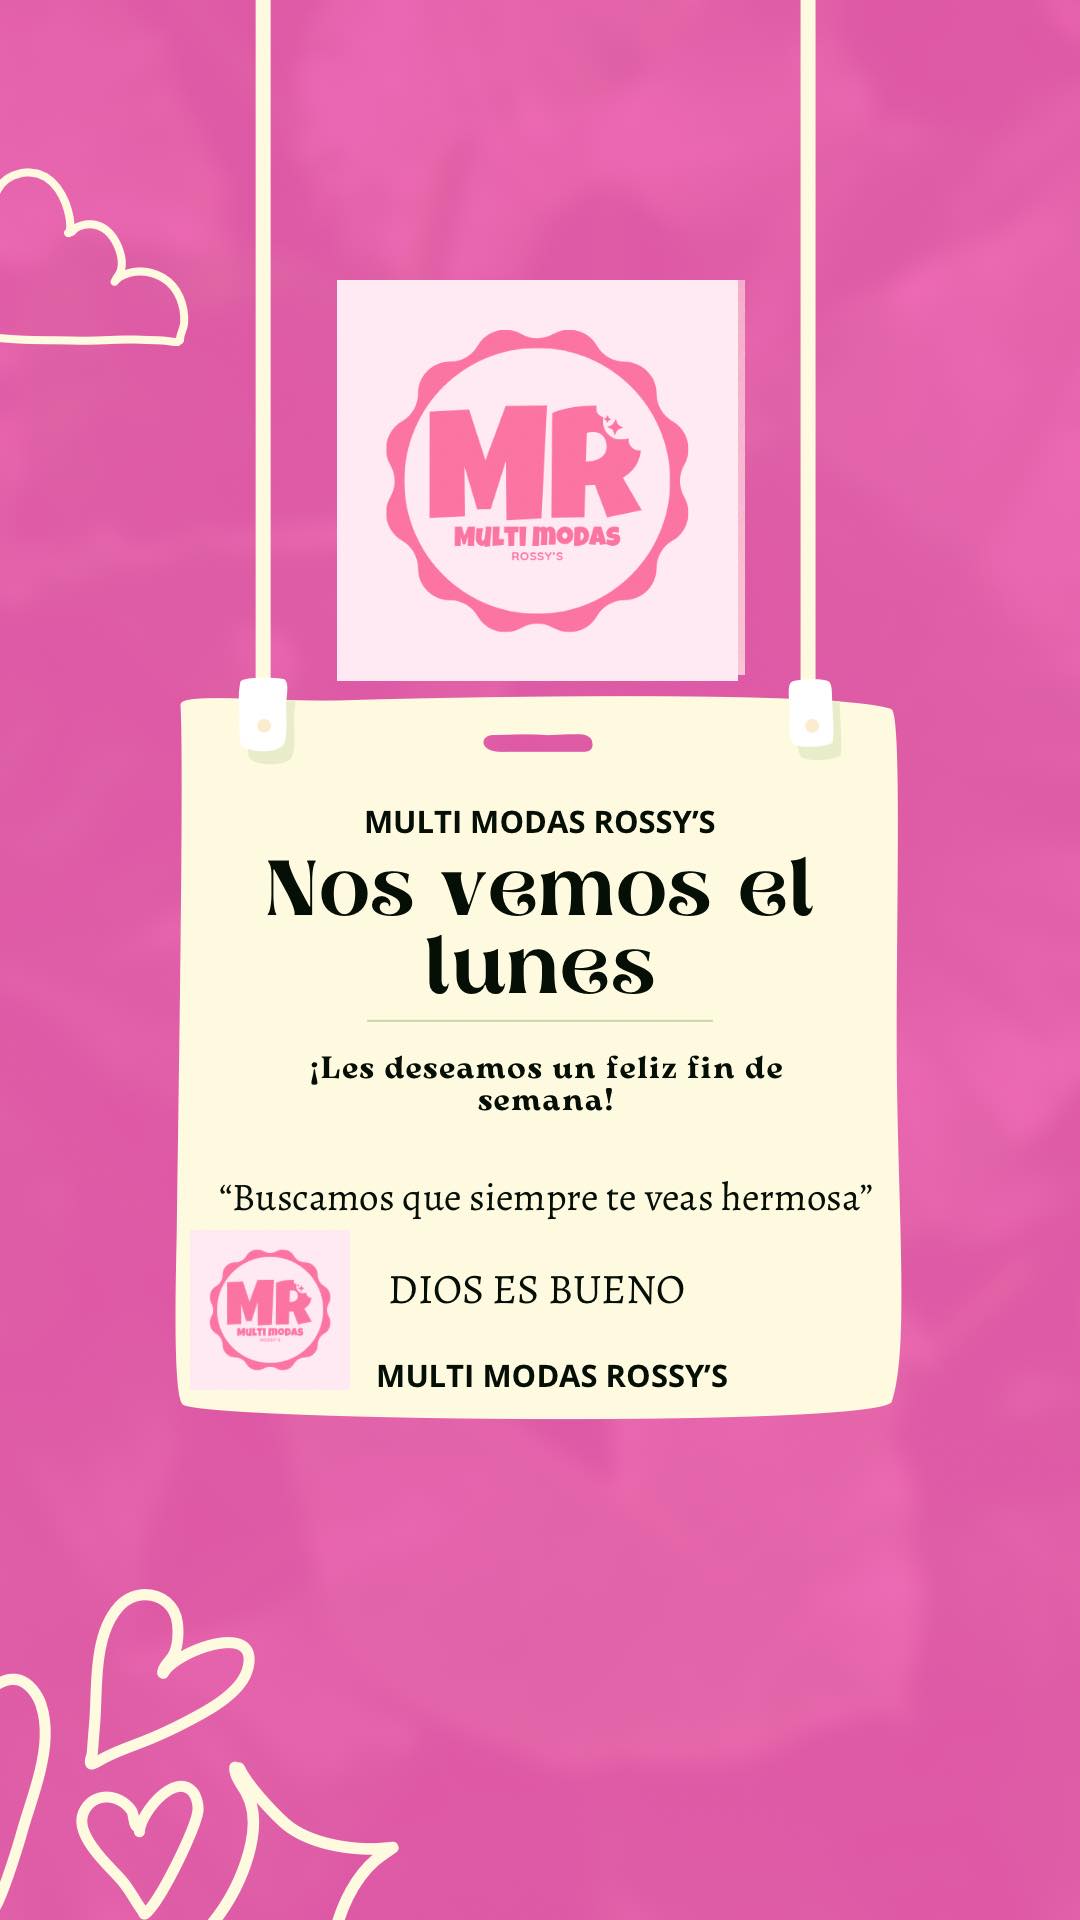 MR
MULTI MODAS
ROSSY'S
MULTI MODAS ROSSY'S
Nos vemos el
lunes
¡Les deseamos un feliz fin de
semana!
“Buscamos que siempre te veas hermosa”
MR
MULTI MODAS
ROSSY'S
DIOS ES BUENO
MULTI MODAS ROSSY'S